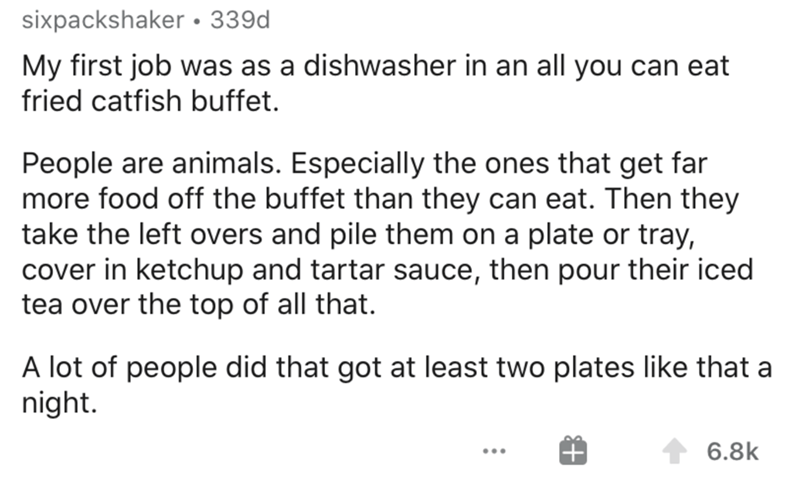 sixpackshaker • 339d
My first job was as a dishwasher in an all you can eat
fried catfish buffet.
People are animals. Especially the ones that get far
more food off the buffet than they can eat. Then they
take the left overs and pile them on a plate or tray,
cover in ketchup and tartar sauce, then pour their iced
tea over the top of all that.
A lot of people did that got at least two plates like that a
night.
... 6.8k